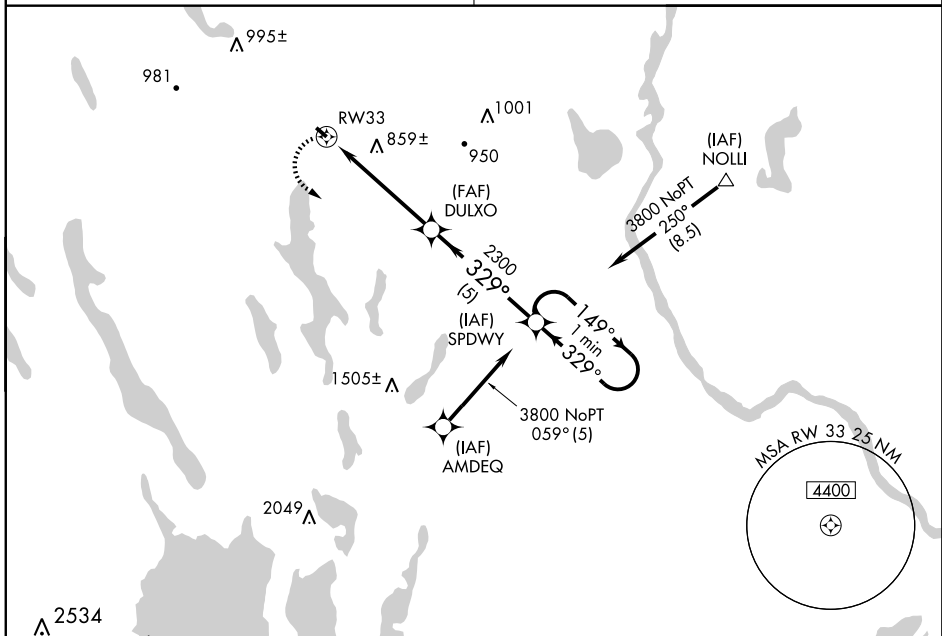 995±
981
RW33
1001
859±
950
(IAF)
NOLLI
3800 NoPT
250°
(8.5)
(FAF)
DULXO
2300
329°
(5)
(IAF)
SPDWY
149°
1 min
329°
1505±
3800 NoPT
059° (5)
(IAF)
AMDEQ
MSA RW 33 25 NM
4400
2049
2534